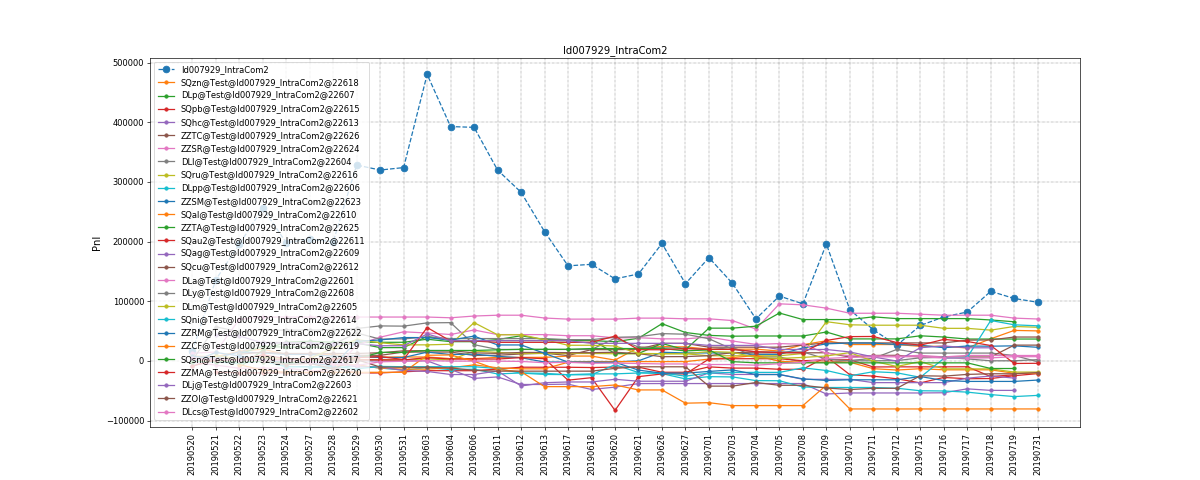 Id007929_IntraCom2
Pnl
500000
400000
300000
200000
100000
0
−100000
Id007929_IntraCom2
SQzn@Test@Id007929_IntraCom2@22618
DLp@Test@Id007929_IntraCom2@22607
SQpb@Test@Id007929_IntraCom2@22615
SQhc@Test@Id007929_IntraCom2@22613
ZZTC@Test@Id007929_IntraCom2@22626
ZZSR@Test@Id007929_IntraCom2@22624
DLl@Test@Id007929_IntraCom2@22604
SQru@Test@Id007929_IntraCom2@22616
DLpp@Test@Id007929_IntraCom2@22606
ZZSM@Test@Id007929_IntraCom2@22623
SQal@Test@Id007929_IntraCom2@22610
ZZTA@Test@Id007929_IntraCom2@22625
SQau2@Test@Id007929_IntraCom2@22611
SQag@Test@Id007929_IntraCom2@22609
SQcu@Test@Id007929_IntraCom2@22612
DLa@Test@Id007929_IntraCom2@22601
DLy@Test@Id007929_IntraCom2@22608
DLm@Test@Id007929_IntraCom2@22605
SQni@Test@Id007929_IntraCom2@22614
ZZRM@Test@Id007929_IntraCom2@22622
ZZCF@Test@Id007929_IntraCom2@22619
SQsn@Test@Id007929_IntraCom2@22617
ZZMA@Test@Id007929_IntraCom2@22620
DLj@Test@Id007929_IntraCom2@22603
ZZOI@Test@Id007929_IntraCom2@22621
DLcs@Test@Id007929_IntraCom2@22602
20190520
20190521
20190522
20190523
20190524
20190527
20190528
20190529
20190530
20190531
20190603
20190604
20190606
20190611
20190612
20190613
20190617
20190618
20190620
20190621
20190626
20190627
20190701
20190703
20190704
20190705
20190708
20190709
20190710
20190711
20190712
20190715
20190716
20190717
20190718
20190719
20190731